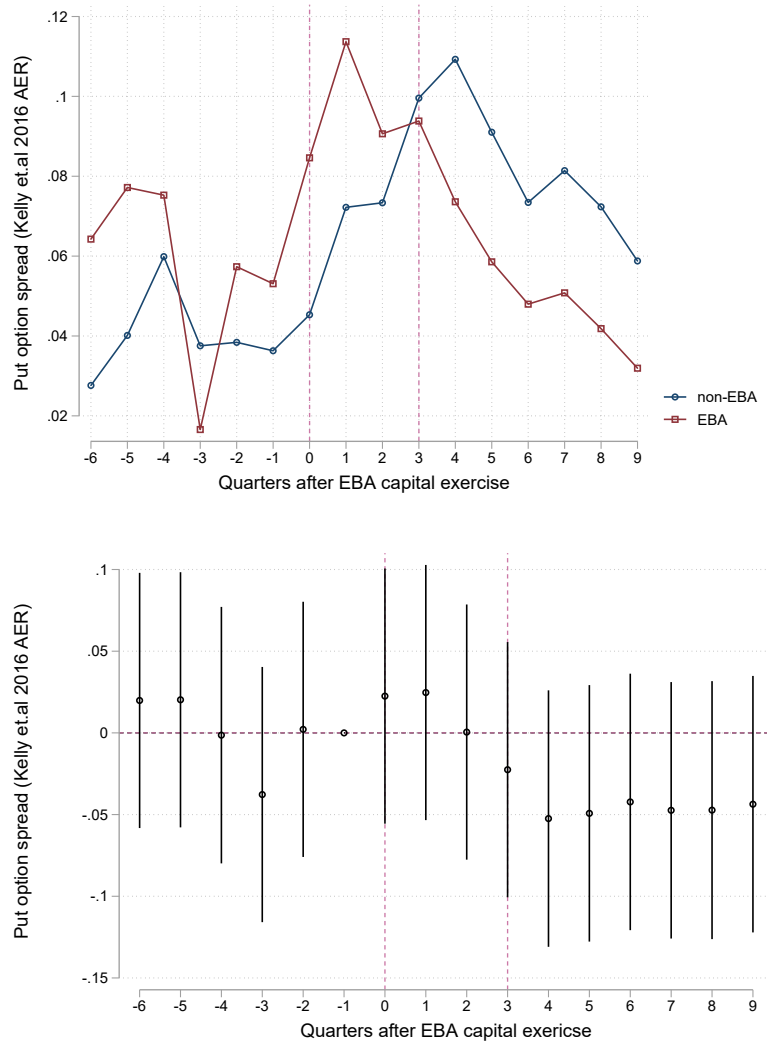 Put option spread (Kelly et.al 2016 AER)
.12
.1
.08
.06
.04
.02
-6 -5 -4 -3 -2 -1 0 1 2 3 4 5 6 7 8 9
Quarters after EBA capital exercise
non-EBA
EBA
Put option spread (Kelly et.al 2016 AER)
.1
.05
0
-.05
-.1
-.15
-6 -5 -4 -3 -2 -1 0 1 2 3 4 5 6 7 8 9
Quarters after EBA capital exericse